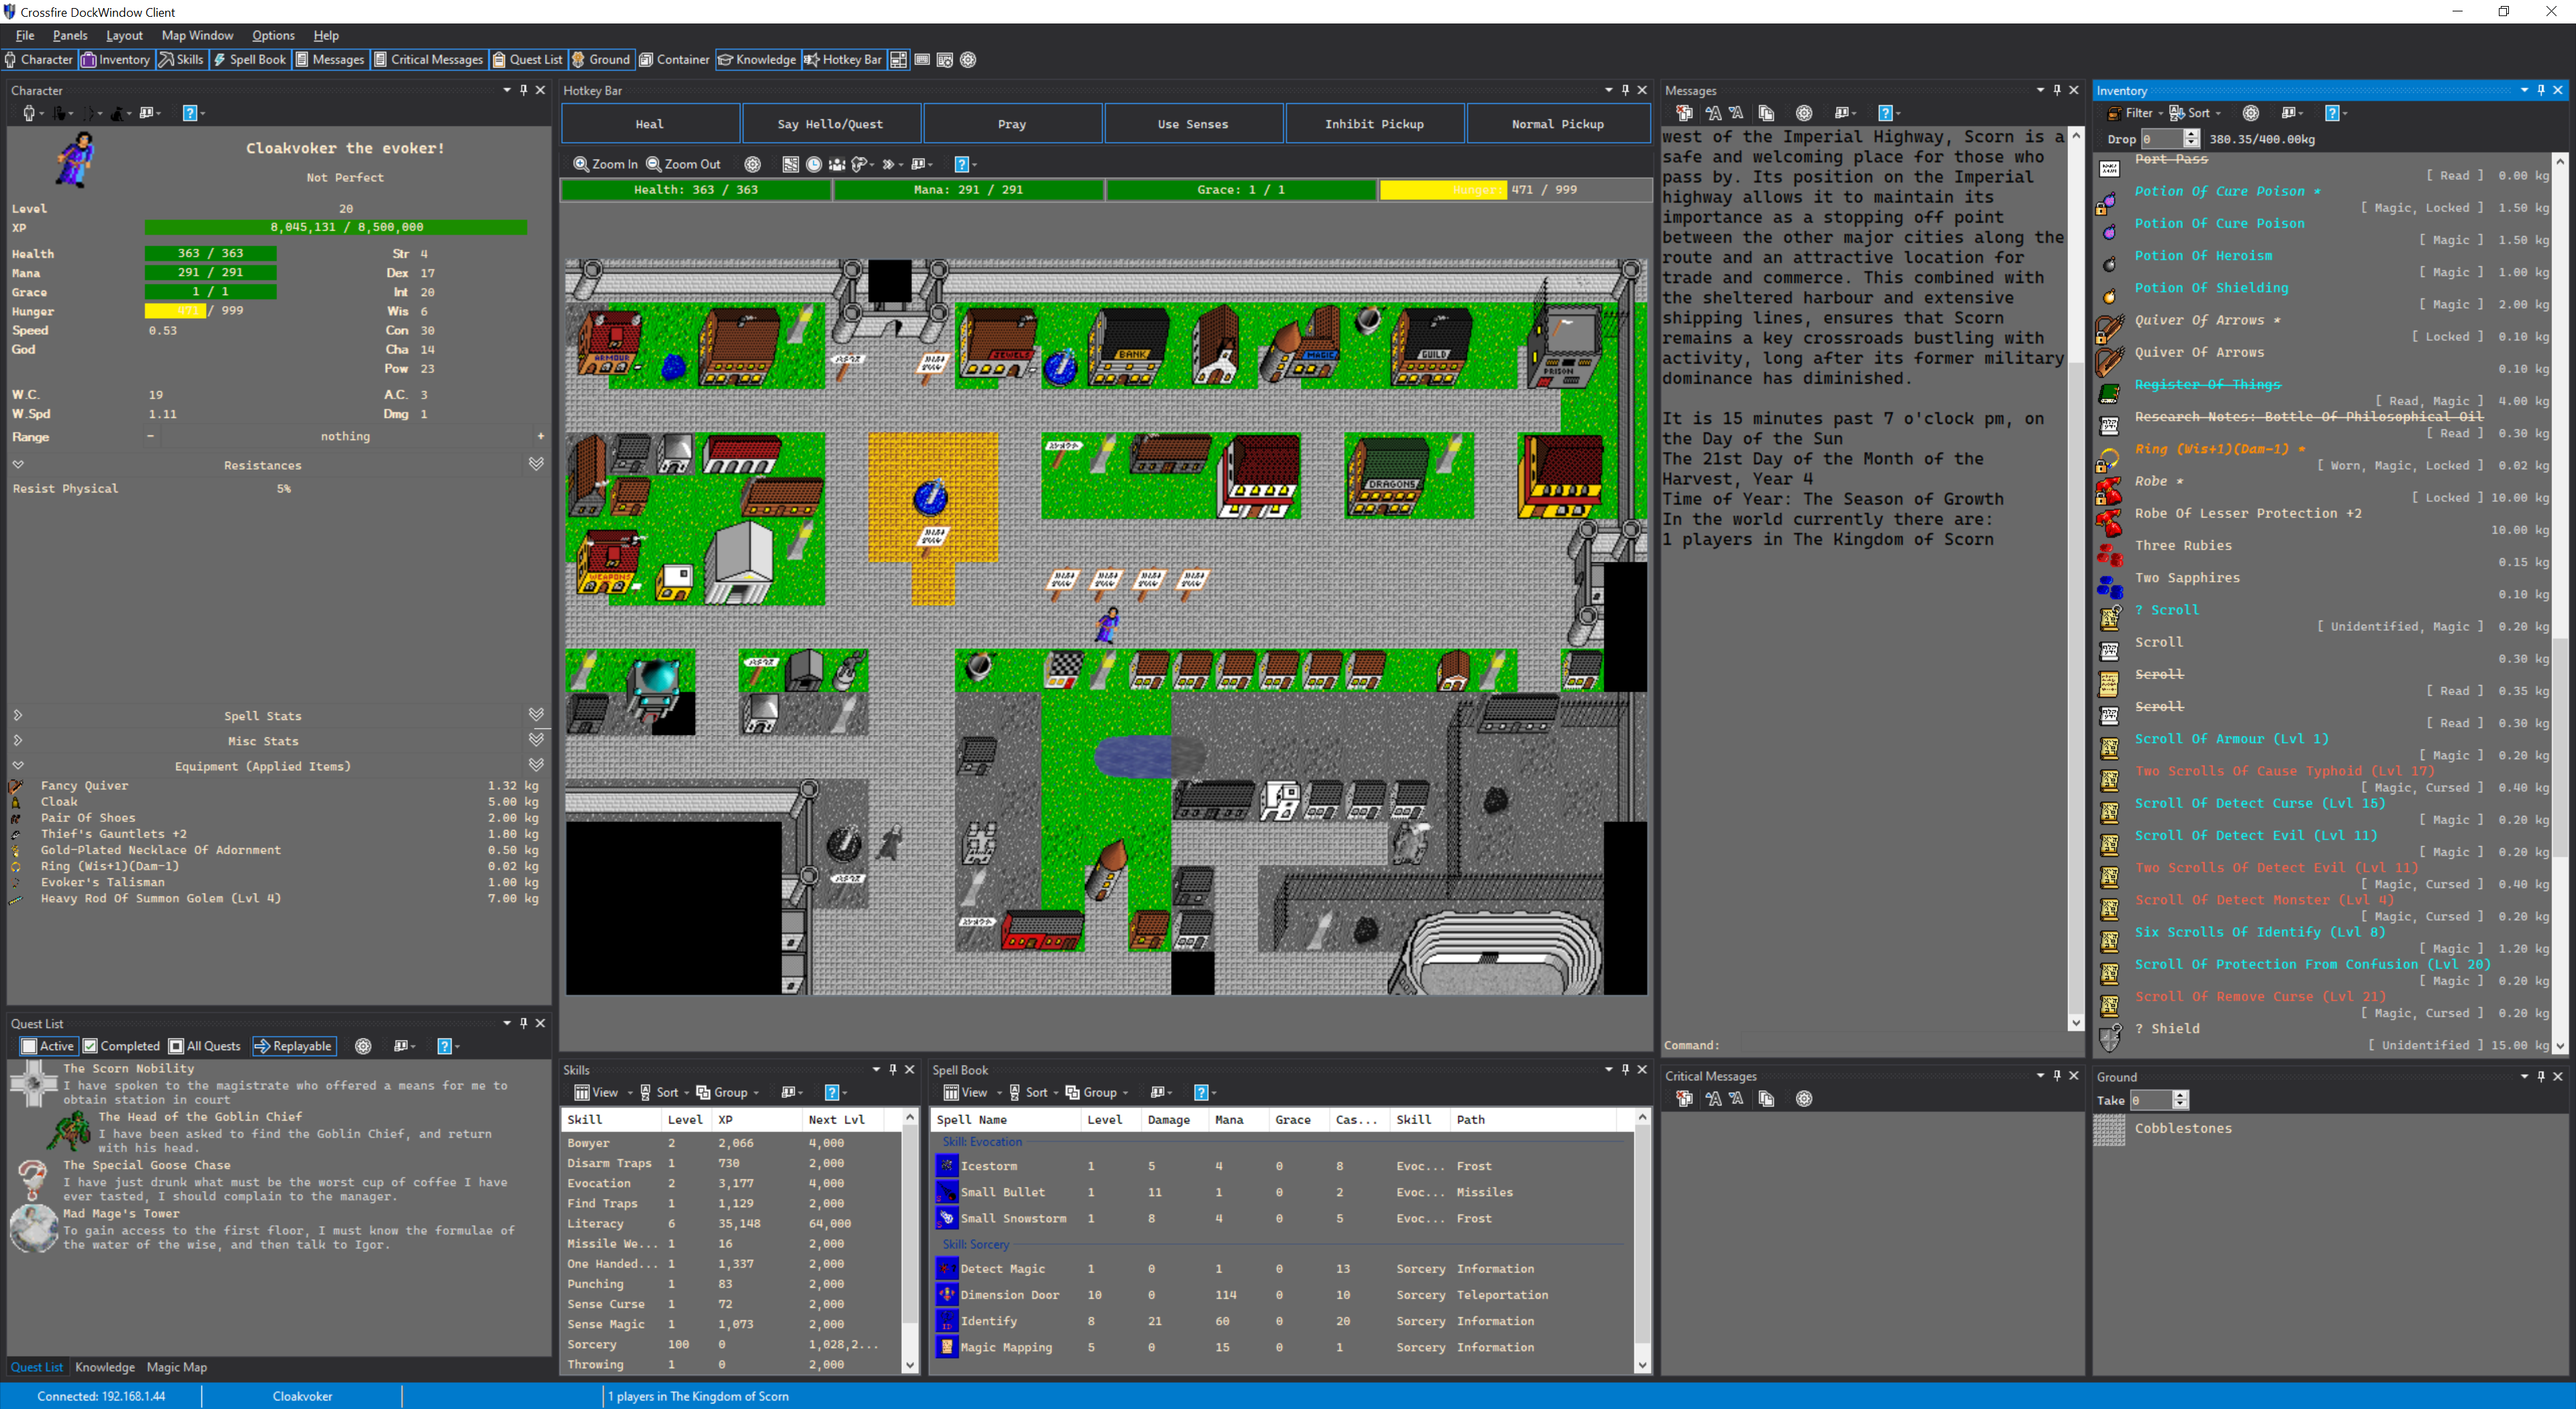 Crossfire DockWindow Client
File Panels Layout Map Window Options Help
Character Inventory Skills Spell Book Messages Critical Messages Quest List Ground Container Knowledge Hotkey Bar
Character
Cloakvoker the evoker!
Not Perfect
Level 20
XP 8,045,131 / 8,500,000
Health 363 / 363 Str 4
Mana 291 / 291 Dex 17
Grace 1 / 1 Int 20
Hunger 471 / 999 Wis 6
Speed 0.53 Con 30
God Cha 14
Pow 23
W.C. 19 A.C. 3
W.Spd 1.11 Dmg 1
Range - nothing +
Resistances
Resist Physical 5%
Spell Stats
Misc Stats
Equipment (Applied Items)
Fancy Quiver 1.32 kg
Cloak 5.00 kg
Pair Of Shoes 2.00 kg
Thief's Gauntlets +2 1.80 kg
Gold-Plated Necklace Of Adornment 0.50 kg
Ring (Wis+1)(Dam-1) 0.02 kg
Evoker's Talisman 1.00 kg
Heavy Rod Of Summon Golem (Lvl 4) 7.00 kg
Quest List
Active Completed All Quests Replayable
The Scorn Nobility
I have spoken to the magistrate who offered a means for me to
obtain station in court
The Head of the Goblin Chief
I have been asked to find the Goblin Chief, and return
with his head.
The Special Goose Chase
I have just drunk what must be the worst cup of coffee I have
ever tasted, I should complain to the manager.
Mad Mage's Tower
To gain access to the first floor, I must know the formulae of
the water of the wise, and then talk to Igor.
Quest List Knowledge Magic Map
Hotkey Bar
Heal Say Hello/Quest Pray Use Senses Inhibit Pickup Normal Pickup
Zoom In Zoom Out
Health: 363 / 363 Mana: 291 / 291 Grace: 1 / 1 Hunger: 471 / 999
ARMOUR JEWELS BANK MAGIC GUILD PRISON
DRAGONS
WEAPONS
Skills
View Sort Group
Skill Level XP Next Lvl
Bowyer 2 2,066 4,000
Disarm Traps 1 730 2,000
Evocation 2 3,177 4,000
Find Traps 1 1,129 2,000
Literacy 6 35,148 64,000
Missile We... 1 16 2,000
One Handed... 1 1,337 2,000
Punching 1 83 2,000
Sense Curse 1 72 2,000
Sense Magic 1 1,073 2,000
Sorcery 100 0 1,028,2...
Throwing 1 0 2,000
Spell Book
View Sort Group
Spell Name Level Damage Mana Grace Cas... Skill Path
Skill: Evocation
Icestorm 1 5 4 0 8 Evoc... Frost
Small Bullet 1 11 1 0 2 Evoc... Missiles
Small Snowstorm 1 8 4 0 5 Evoc... Frost
Skill: Sorcery
Detect Magic 1 0 1 0 13 Sorcery Information
Dimension Door 10 0 114 0 10 Sorcery Teleportation
Identify 8 21 60 0 20 Sorcery Information
Magic Mapping 5 0 15 0 1 Sorcery Information
Messages
west of the Imperial Highway, Scorn is a
safe and welcoming place for those who
pass by. Its position on the Imperial
highway allows it to maintain its
importance as a stopping off point
between the other major cities along the
route and an attractive location for
trade and commerce. This combined with
the sheltered harbour and extensive
shipping lines, ensures that Scorn
remains a key crossroads bustling with
activity, long after its former military
dominance has diminished.
It is 15 minutes past 7 o'clock pm, on
the Day of the Sun
The 21st Day of the Month of the
Harvest, Year 4
Time of Year: The Season of Growth
In the world currently there are:
1 players in The Kingdom of Scorn
Command:
Critical Messages
Inventory
Filter Sort
Drop 0 380.35/400.00kg
Port Pass
[ Read ] 0.00 kg
Potion Of Cure Poison *
[ Magic, Locked ] 1.50 kg
Potion Of Cure Poison
[ Magic ] 1.50 kg
Potion Of Heroism
[ Magic ] 1.00 kg
Potion Of Shielding
[ Magic ] 2.00 kg
Quiver Of Arrows *
[ Locked ] 0.10 kg
Quiver Of Arrows
0.10 kg
Register Of Things
[ Read, Magic ] 4.00 kg
Research Notes: Bottle Of Philosophical Oil
[ Read ] 0.30 kg
Ring (Wis+1)(Dam-1) *
[ Worn, Magic, Locked ] 0.02 kg
Robe *
[ Locked ] 10.00 kg
Robe Of Lesser Protection +2
10.00 kg
Three Rubies
0.15 kg
Two Sapphires
0.10 kg
? Scroll
[ Unidentified, Magic ] 0.20 kg
Scroll
0.30 kg
Scroll
[ Read ] 0.35 kg
Scroll
[ Read ] 0.30 kg
Scroll Of Armour (Lvl 1)
[ Magic ] 0.20 kg
Two Scrolls Of Cause Typhoid (Lvl 17)
[ Magic, Cursed ] 0.40 kg
Scroll Of Detect Curse (Lvl 15)
[ Magic ] 0.20 kg
Scroll Of Detect Evil (Lvl 11)
[ Magic ] 0.20 kg
Two Scrolls Of Detect Evil (Lvl 11)
[ Magic, Cursed ] 0.40 kg
Scroll Of Detect Monster (Lvl 4)
[ Magic, Cursed ] 0.20 kg
Six Scrolls Of Identify (Lvl 8)
[ Magic ] 1.20 kg
Scroll Of Protection From Confusion (Lvl 20)
[ Magic ] 0.20 kg
Scroll Of Remove Curse (Lvl 21)
[ Magic, Cursed ] 0.20 kg
? Shield
[ Unidentified ] 15.00 kg
Ground
Take 0
Cobblestones
Connected: 192.168.1.44 Cloakvoker 1 players in The Kingdom of Scorn